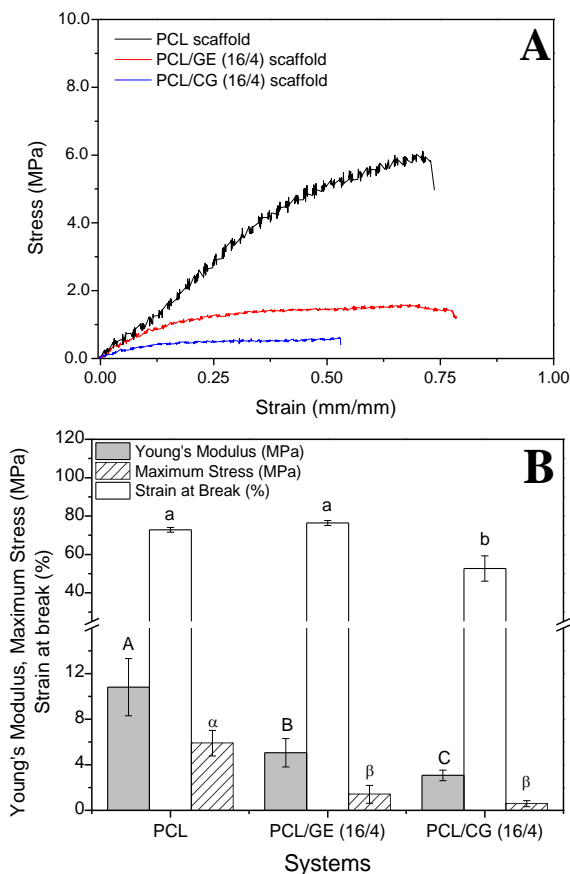 A
PCL scaffold
PCL/GE (16/4) scaffold
PCL/CG (16/4) scaffold
10.0
8.0
6.0
4.0
2.0
0.0
Stress (MPa)
0.00 0.25 0.50 0.75 1.00
Strain (mm/mm)
B
Young's Modulus (MPa)
Maximum Stress (MPa)
Strain at Break (%)
120
100
80
60
40
12
8
4
0
Young's Modulus, Maximum Stress (MPa)
Strain at break (%)
a a b
A B C
α β β
PCL PCL/GE (16/4) PCL/CG (16/4)
Systems